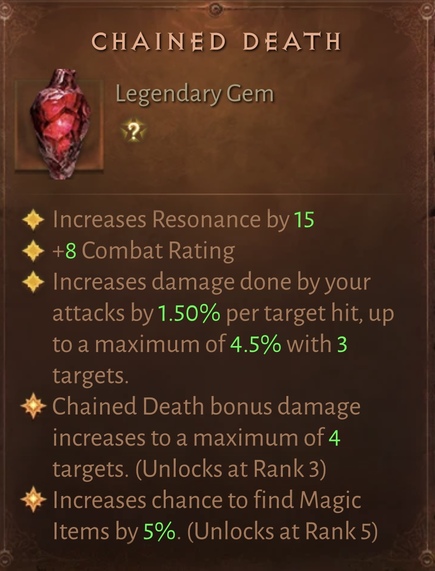 CHAINED DEATH
Legendary Gem
?
Increases Resonance by 15
+8 Combat Rating
Increases damage done by your
attacks by 1.50% per target hit, up
to a maximum of 4.5% with 3
targets.
Chained Death bonus damage
increases to a maximum of 4
targets. (Unlocks at Rank 3)
Increases chance to find Magic
Items by 5%. (Unlocks at Rank 5)